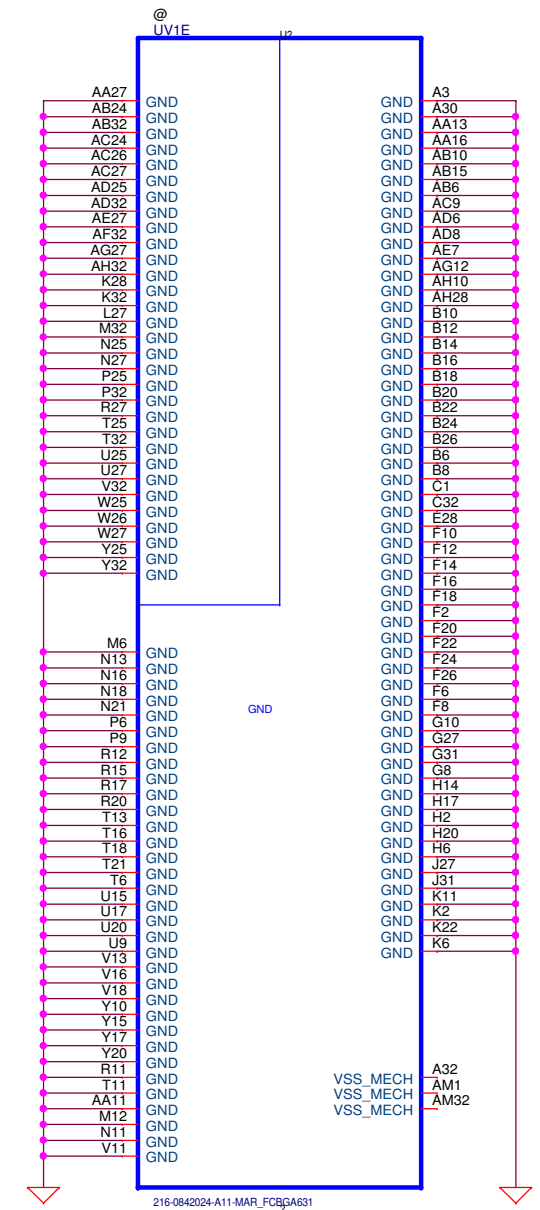 @
UV1E U?
AA27 GND GND A3
AB24 GND GND A30
AB32 GND GND AA13
AC24 GND GND AA16
AC26 GND GND AB10
AC27 GND GND AB15
AD25 GND GND AB6
AD32 GND GND AC9
AE27 GND GND AD6
AF32 GND GND AD8
AG27 GND GND AE7
AH32 GND GND AG12
K28 GND GND AH10
K32 GND GND AH28
L27 GND GND B10
M32 GND GND B12
N25 GND GND B14
N27 GND GND B16
P25 GND GND B18
P32 GND GND B20
R27 GND GND B22
T25 GND GND B24
T32 GND GND B26
U25 GND GND B6
U27 GND GND B8
V32 GND GND C1
W25 GND GND C32
W26 GND GND E28
W27 GND GND F10
Y25 GND GND F12
Y32 GND GND F14
GND F16
GND F18
GND F2
GND F20
M6 GND GND F22
N13 GND GND F24
N16 GND GND F26
N18 GND GND F6
N21 GND GND GND F8
P6 GND GND G10
P9 GND GND G27
R12 GND GND G31
R15 GND GND G8
R17 GND GND H14
R20 GND GND H17
T13 GND GND H2
T16 GND GND H20
T18 GND GND H6
T21 GND GND J27
T6 GND GND J31
U15 GND GND K11
U17 GND GND K2
U20 GND GND K22
U9 GND GND K6
V13 GND
V16 GND
V18 GND
Y10 GND
Y15 GND
Y17 GND
Y20 GND
R11 GND VSS_MECH A32
T11 GND VSS_MECH AM1
AA11 GND VSS_MECH AM32
M12 GND
N11 GND
V11 GND
216-0842024-A11-MAR_FCBGA631